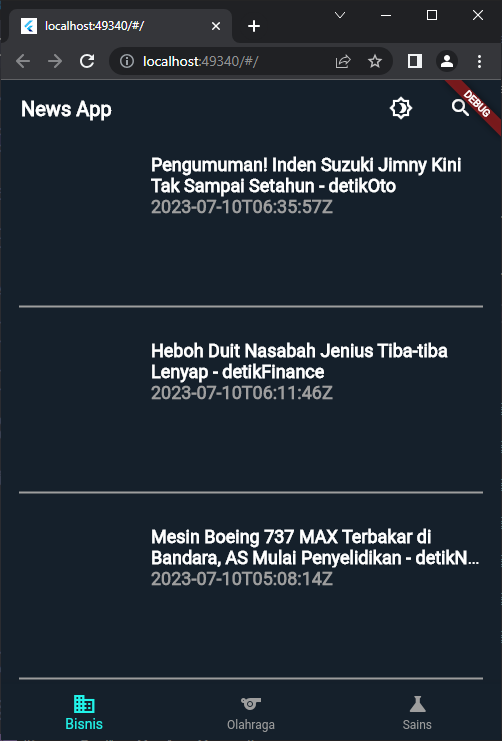 localhost:49340/#/
localhost:49340/#/
News App
DEBUG
Pengumuman! Inden Suzuki Jimny Kini
Tak Sampai Setahun - detikOto
2023-07-10T06:35:57Z
Heboh Duit Nasabah Jenius Tiba-tiba
Lenyap - detikFinance
2023-07-10T06:11:46Z
Mesin Boeing 737 MAX Terbakar di
Bandara, AS Mulai Penyelidikan - detikN...
2023-07-10T05:08:14Z
Bisnis
Olahraga
Sains